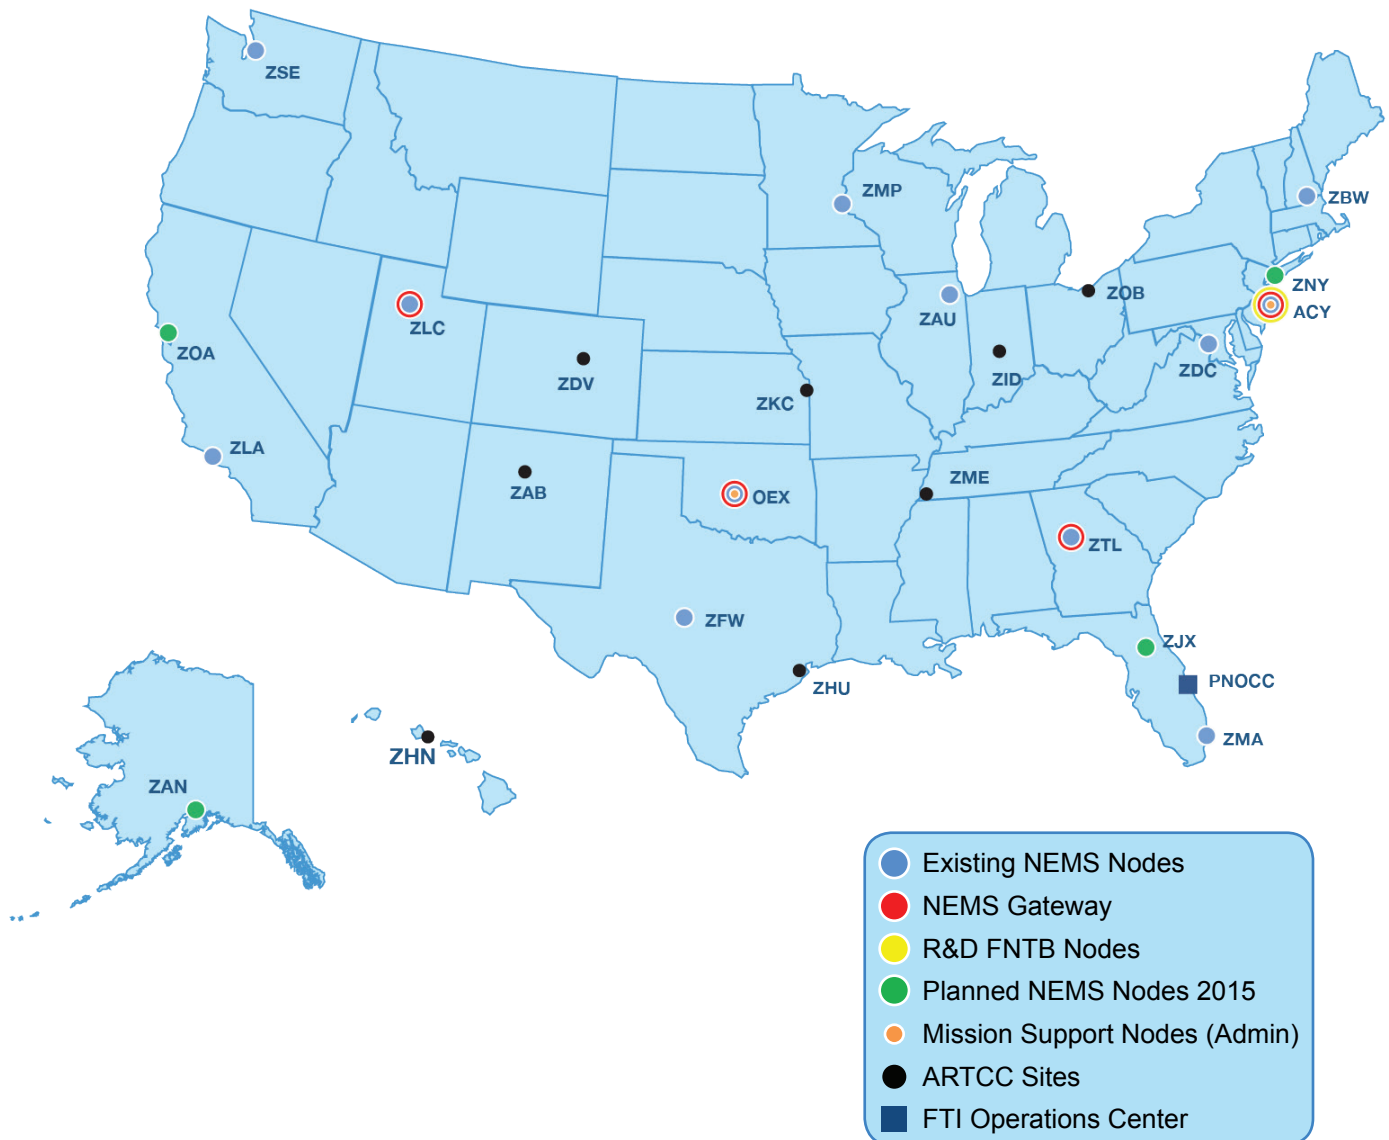 ZSE
ZMP
ZBW
ZNY
ACY
ZOB
ZAU
ZLC
ZOA
ZDC
ZID
ZDV
ZKC
ZLA
ZME
ZAB
OEX
ZTL
ZFW
ZJX
PNOCC
ZHU
ZMA
ZHN
ZAN
Existing NEMS Nodes
NEMS Gateway
R&D FNTB Nodes
Planned NEMS Nodes 2015
Mission Support Nodes (Admin)
ARTCC Sites
FTI Operations Center